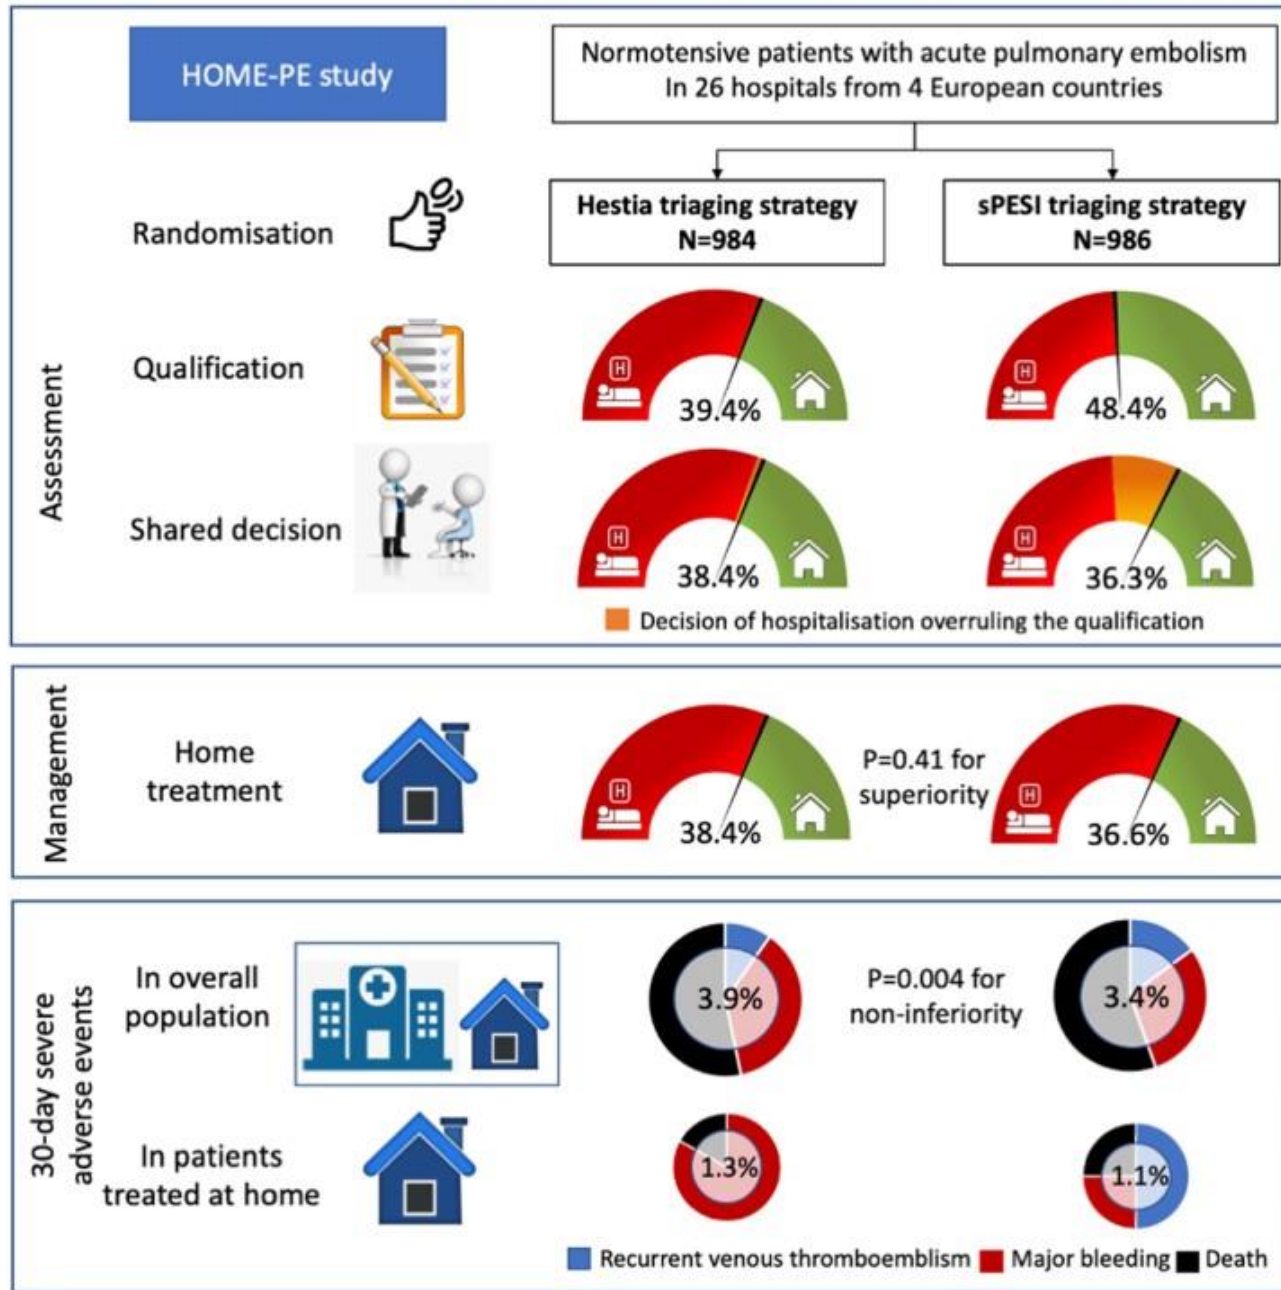 HOME-PE study
Normotensive patients with acute pulmonary embolism
In 26 hospitals from 4 European countries
Assessment
Randomisation
Hestia triaging strategy
N=984
sPESI triaging strategy
N=986
Qualification
H
39.4%
H
48.4%
Shared decision
H
38.4%
H
36.3%
Decision of hospitalisation overruling the qualification
Management
Home
treatment
H
38.4%
P=0.41 for
superiority
H
36.6%
30-day severe
adverse events
In overall
population
3.9%
P=0.004 for
non-inferiority
3.4%
In patients
treated at home
1.3%
1.1%
Recurrent venous thromboemblism
Major bleeding
Death